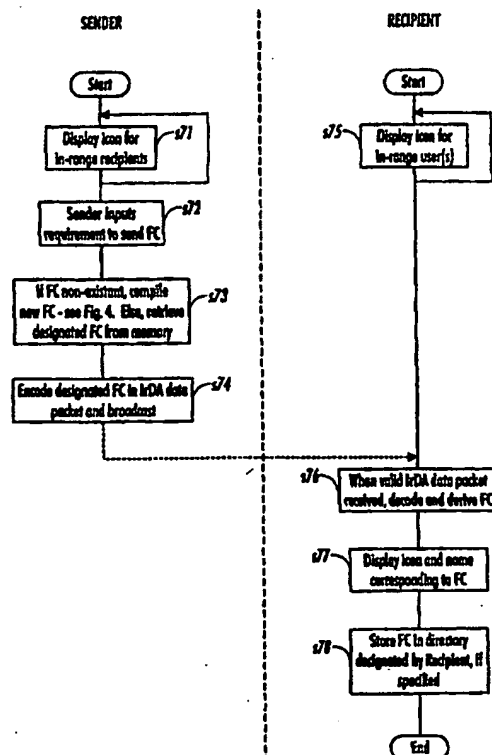 SENDER
Start
Display icon for
in-range recipients
s71
Sender inputs
requirement to send FC
s72
If FC non-existant, compile
new FC - see Fig. 4. Else, retrieve
designated FC from memory
s73
Encode designated FC in IrDA data
packet and broadcast
s74
RECIPIENT
Start
Display icon for
in-range user(s)
s75
When valid IrDA data packet
received, decode and derive FC
s76
Display icon and name
corresponding to FC
s77
Store FC in directory
designated by Recipient, if
specified
s78
End